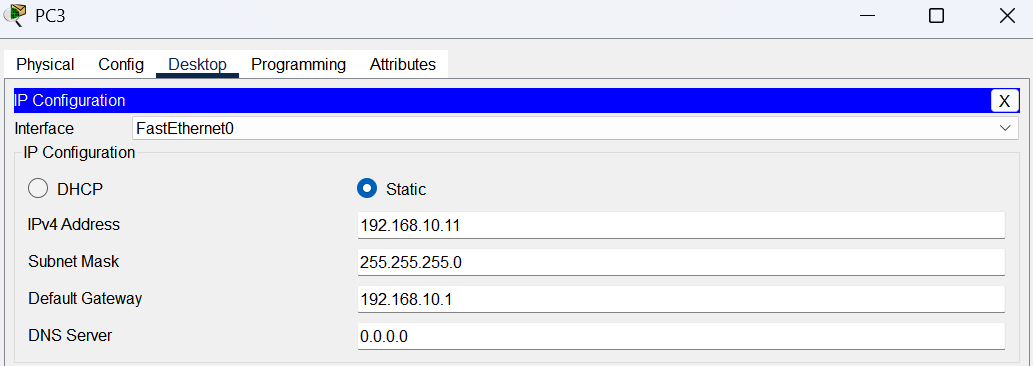 PC3
Physical Config Desktop Programming Attributes
IP Configuration X
Interface FastEthernet0
IP Configuration
DHCP Static
IPv4 Address 192.168.10.11
Subnet Mask 255.255.255.0
Default Gateway 192.168.10.1
DNS Server 0.0.0.0